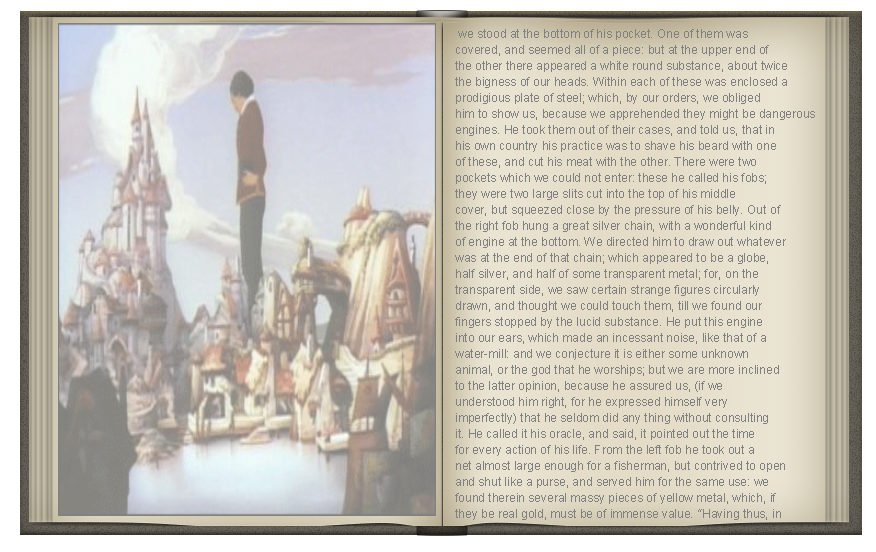 we stood at the bottom of his pocket. One of them was
covered, and seemed all of a piece: but at the upper end of
the other there appeared a white round substance, about twice
the bigness of our heads. Within each of these was enclosed a
prodigious plate of steel; which, by our orders, we obliged
him to show us, because we apprehended they might be dangerous
engines. He took them out of their cases, and told us, that in
his own country his practice was to shave his beard with one
of these, and cut his meat with the other. There were two
pockets which we could not enter: these he called his fobs;
they were two large slits cut into the top of his middle
cover, but squeezed close by the pressure of his belly. Out of
the right fob hung a great silver chain, with a wonderful kind
of engine at the bottom. We directed him to draw out whatever
was at the end of that chain; which appeared to be a globe,
half silver, and half of some transparent metal; for, on the
transparent side, we saw certain strange figures circularly
drawn, and thought we could touch them, till we found our
fingers stopped by the lucid substance. He put this engine
into our ears, which made an incessant noise, like that of a
water-mill: and we conjecture it is either some unknown
animal, or the god that he worships; but we are more inclined
to the latter opinion, because he assured us, (if we
understood him right, for he expressed himself very
imperfectly) that he seldom did any thing without consulting
it. He called it his oracle, and said, it pointed out the time
for every action of his life. From the left fob he took out a
net almost large enough for a fisherman, but contrived to open
and shut like a purse, and served him for the same use: we
found therein several massy pieces of yellow metal, which, if
they be real gold, must be of immense value. "Having thus, in